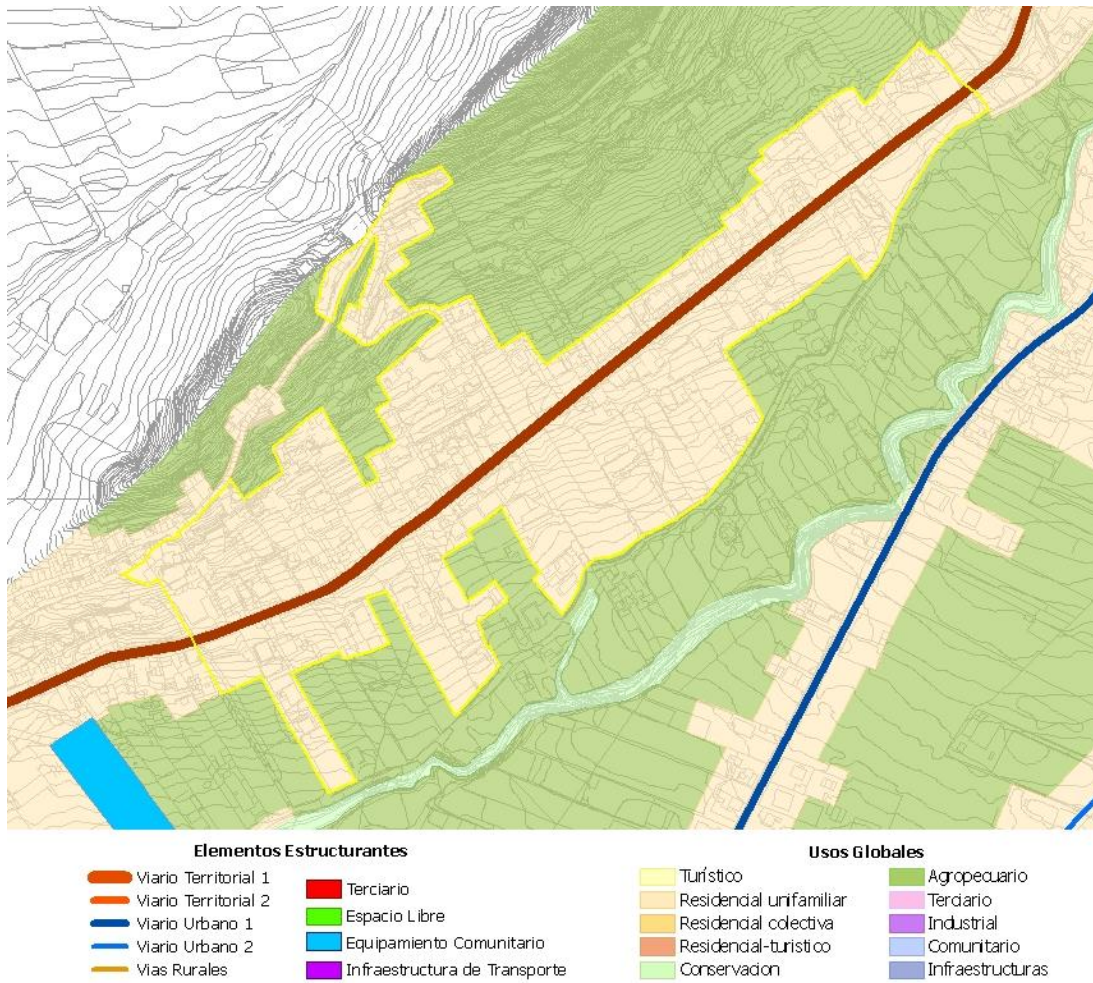 Elementos Estructurantes
Viario Territorial 1
Viario Territorial 2
Viario Urbano 1
Viario Urbano 2
Vias Rurales
Terciario
Espacio Libre
Equipamiento Comunitario
Infraestructura de Transporte
Usos Globales
Turístico
Residencial unifamiliar
Residencial colectiva
Residencial-turistico
Conservacion
Agropecuario
Terciario
Industrial
Comunitario
Infraestructuras